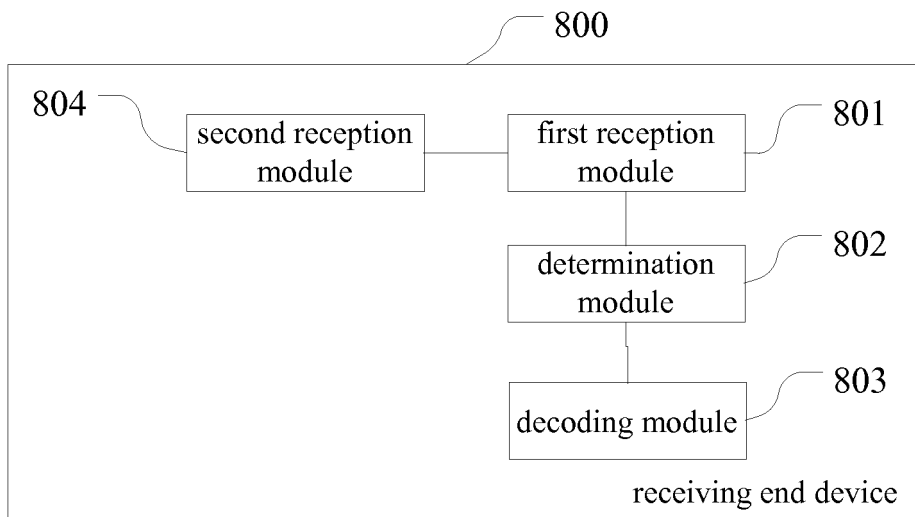 800
804
second reception
module
first reception
module
801
determination
module
802
decoding module
803
receiving end device